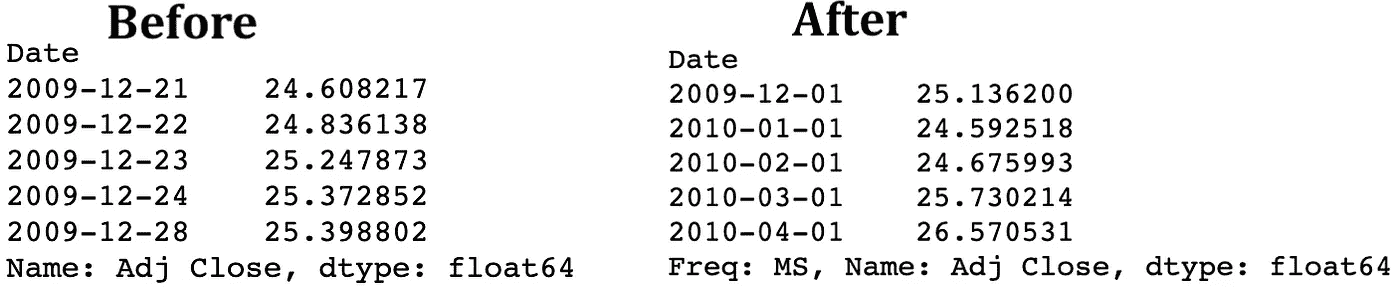 Before
Date
2009-12-21 24.608217
2009-12-22 24.836138
2009-12-23 25.247873
2009-12-24 25.372852
2009-12-28 25.398802
Name: Adj Close, dtype: float64
After
Date
2009-12-01 25.136200
2010-01-01 24.592518
2010-02-01 24.675993
2010-03-01 25.730214
2010-04-01 26.570531
Freq: MS, Name: Adj Close, dtype: float64